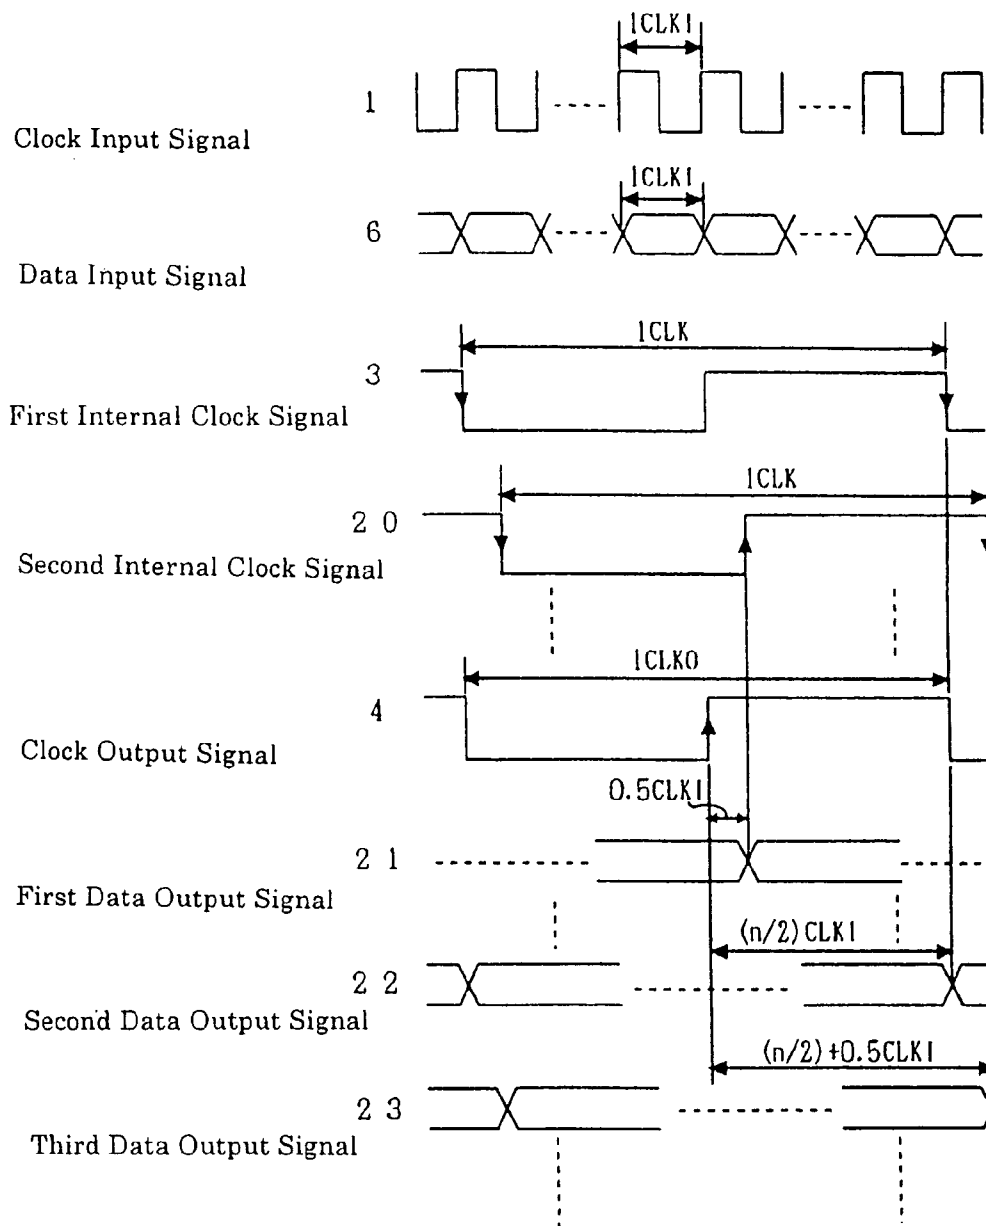 1CLK1
1
Clock Input Signal
1CLK1
6
Data Input Signal
1CLK
3
First Internal Clock Signal
1CLK
2 0
Second Internal Clock Signal
1CLKO
4
Clock Output Signal
0.5CLK1
2 1
First Data Output Signal
(n/2) CLK1
2 2
Second Data Output Signal
(n/2) +0.5CLK1
2 3
Third Data Output Signal